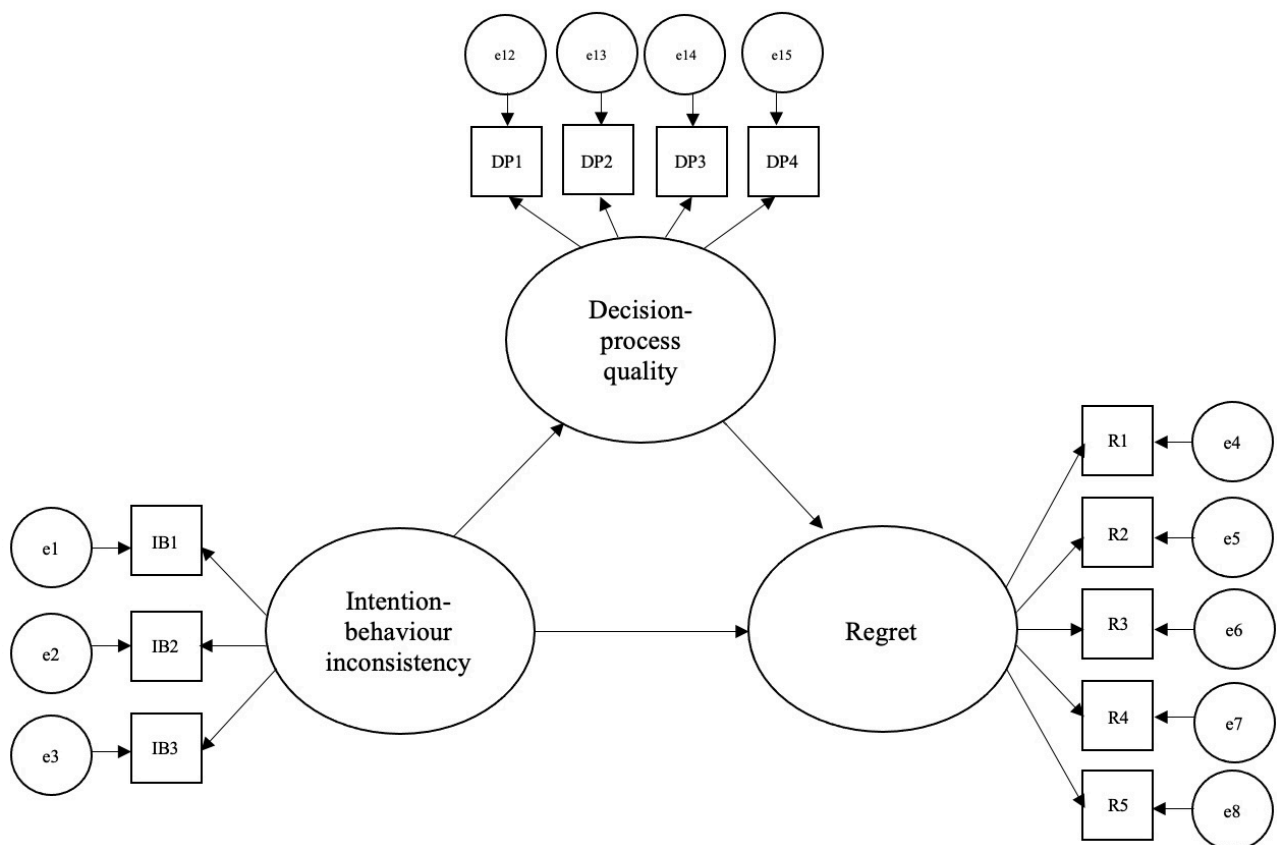 e12
e13
e14
e15
DP1
DP2
DP3
DP4
Decision-
process
quality
R1
e4
R2
e5
e1
IB1
Intention-
behaviour
inconsistency
Regret
R3
e6
e2
IB2
R4
e7
e3
IB3
R5
e8